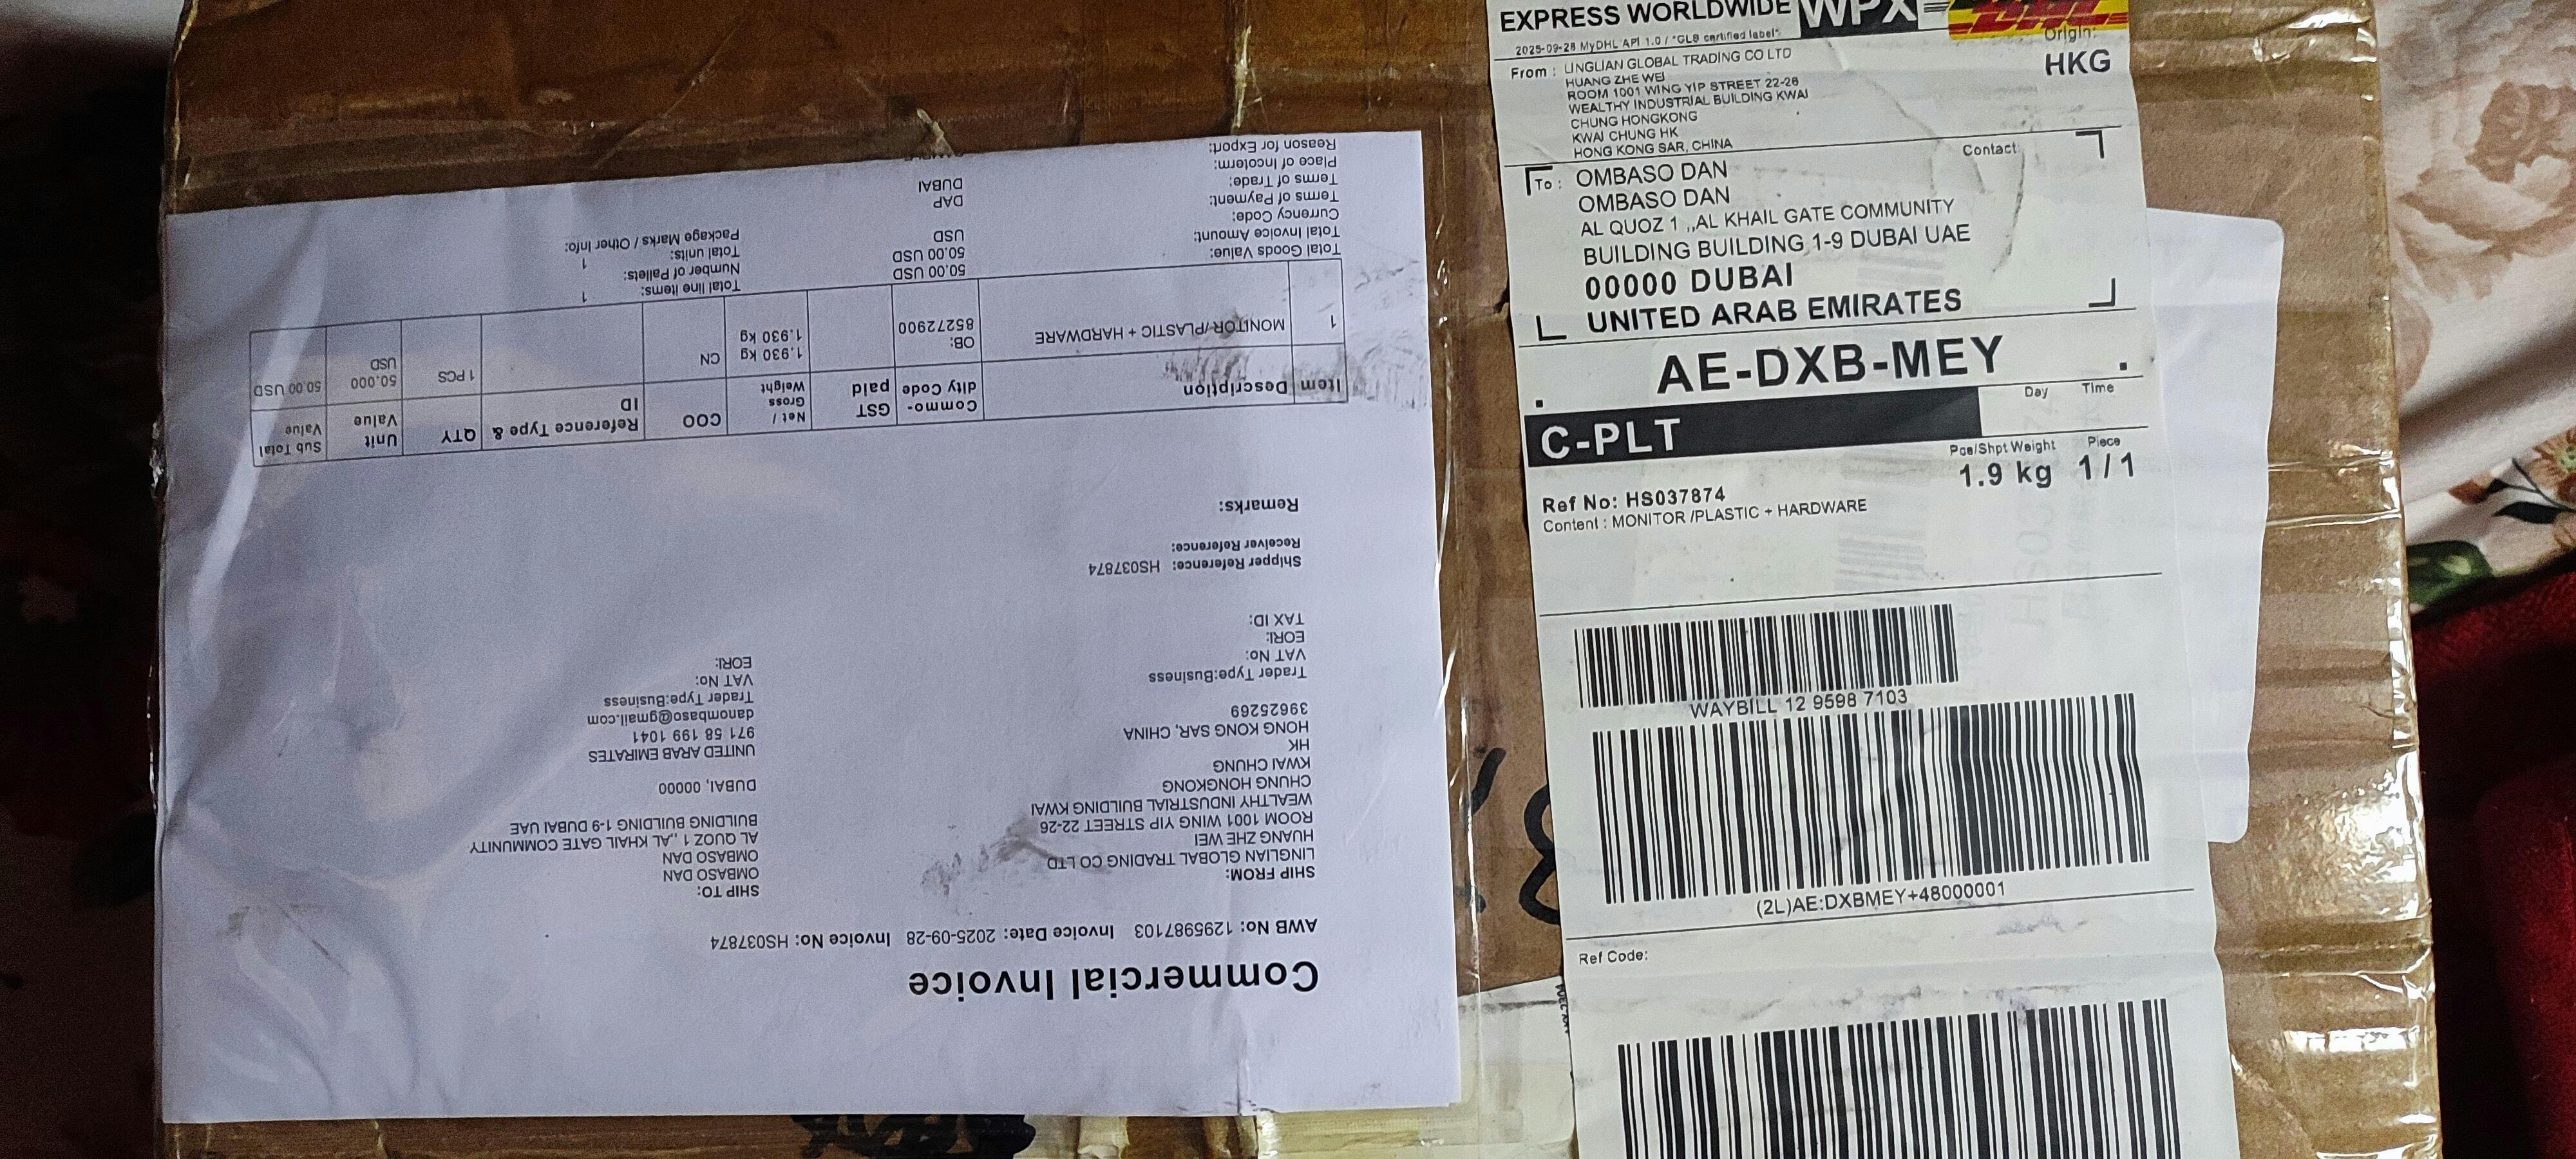 EXPRESS WORLDWIDE WPX DHL
2025-09-28 MyDHL API 1.0 / "GLS certified label"
Origin:
HKG
From : LINGLIAN GLOBAL TRADING CO LTD
HUANG ZHE WEI
ROOM 1001 WING YIP STREET 22-26
WEALTHY INDUSTRIAL BUILDING KWAI
CHUNG HONGKONG
KWAI CHUNG HK
HONG KONG SAR, CHINA
Contact:
To : OMBASO DAN
OMBASO DAN
AL QUOZ 1 ,,AL KHAIL GATE COMMUNITY
BUILDING BUILDING 1-9 DUBAI UAE
00000 DUBAI
UNITED ARAB EMIRATES
AE-DXB-MEY
C-PLT
Day Time
Pce/Shpt Weight Piece
1.9 kg 1 / 1
Ref No: HS037874
Content : MONITOR /PLASTIC + HARDWARE
WAYBILL 12 9598 7103
(2L)AE:DXBMEY+48000001
Ref Code:
Commercial Invoice
AWB No: 1295987103 Invoice Date: 2025-09-28 Invoice No: HS037874
SHIP FROM:
LINGLIAN GLOBAL TRADING CO LTD
HUANG ZHE WEI
ROOM 1001 WING YIP STREET 22-26
WEALTHY INDUSTRIAL BUILDING KWAI
CHUNG HONGKONG
KWAI CHUNG
HK
HONG KONG SAR, CHINA
39625269
Trader Type:Business
VAT No:
EORI:
TAX ID:
SHIP TO:
OMBASO DAN
OMBASO DAN
AL QUOZ 1 ,,AL KHAIL GATE COMMUNITY
BUILDING BUILDING 1-9 DUBAI UAE
DUBAI, 00000
UNITED ARAB EMIRATES
971 58 199 1041
danombaso@gmail.com
Trader Type:Business
VAT No:
EORI:
Shipper Reference: HS037874
Receiver Reference:
Remarks:
Item Description Commo-dity Code GST paid Net / Gross Weight COO Reference Type & ID QTY Unit Value Sub Total Value
1 MONITOR /PLASTIC + HARDWARE OB: 85272900 1.930 kg 1.930 kg CN 1 PCS 50.000 USD 50.00 USD
Total Goods Value: 50.00 USD
Total Invoice Amount: 50.00 USD
Currency Code: USD
Terms of Payment:
Terms of Trade: DAP
Place of Incoterm: DUBAI
Reason for Export:
Total line items: 1
Number of Pallets:
Total units: 1
Package Marks / Other Info: